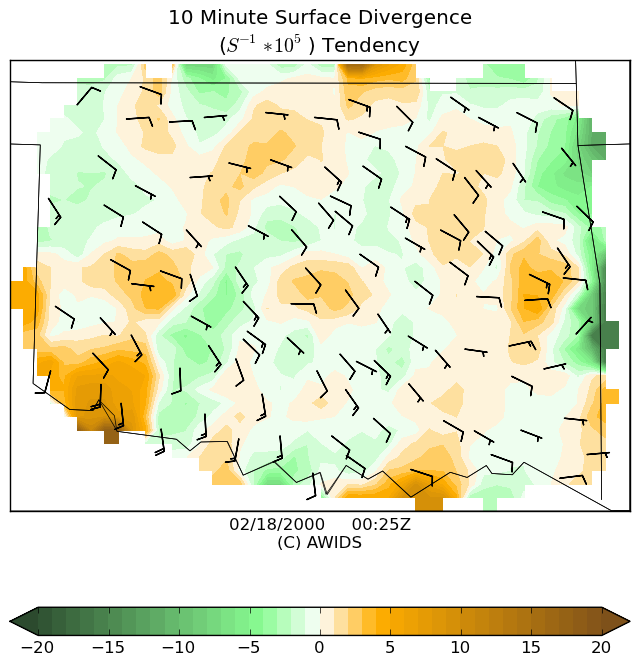 10 Minute Surface Divergence
($S^{-1} * 10^5$ ) Tendency
02/18/2000 00:25Z
(C) AWIDS
−20 −15 −10 −5 0 5 10 15 20